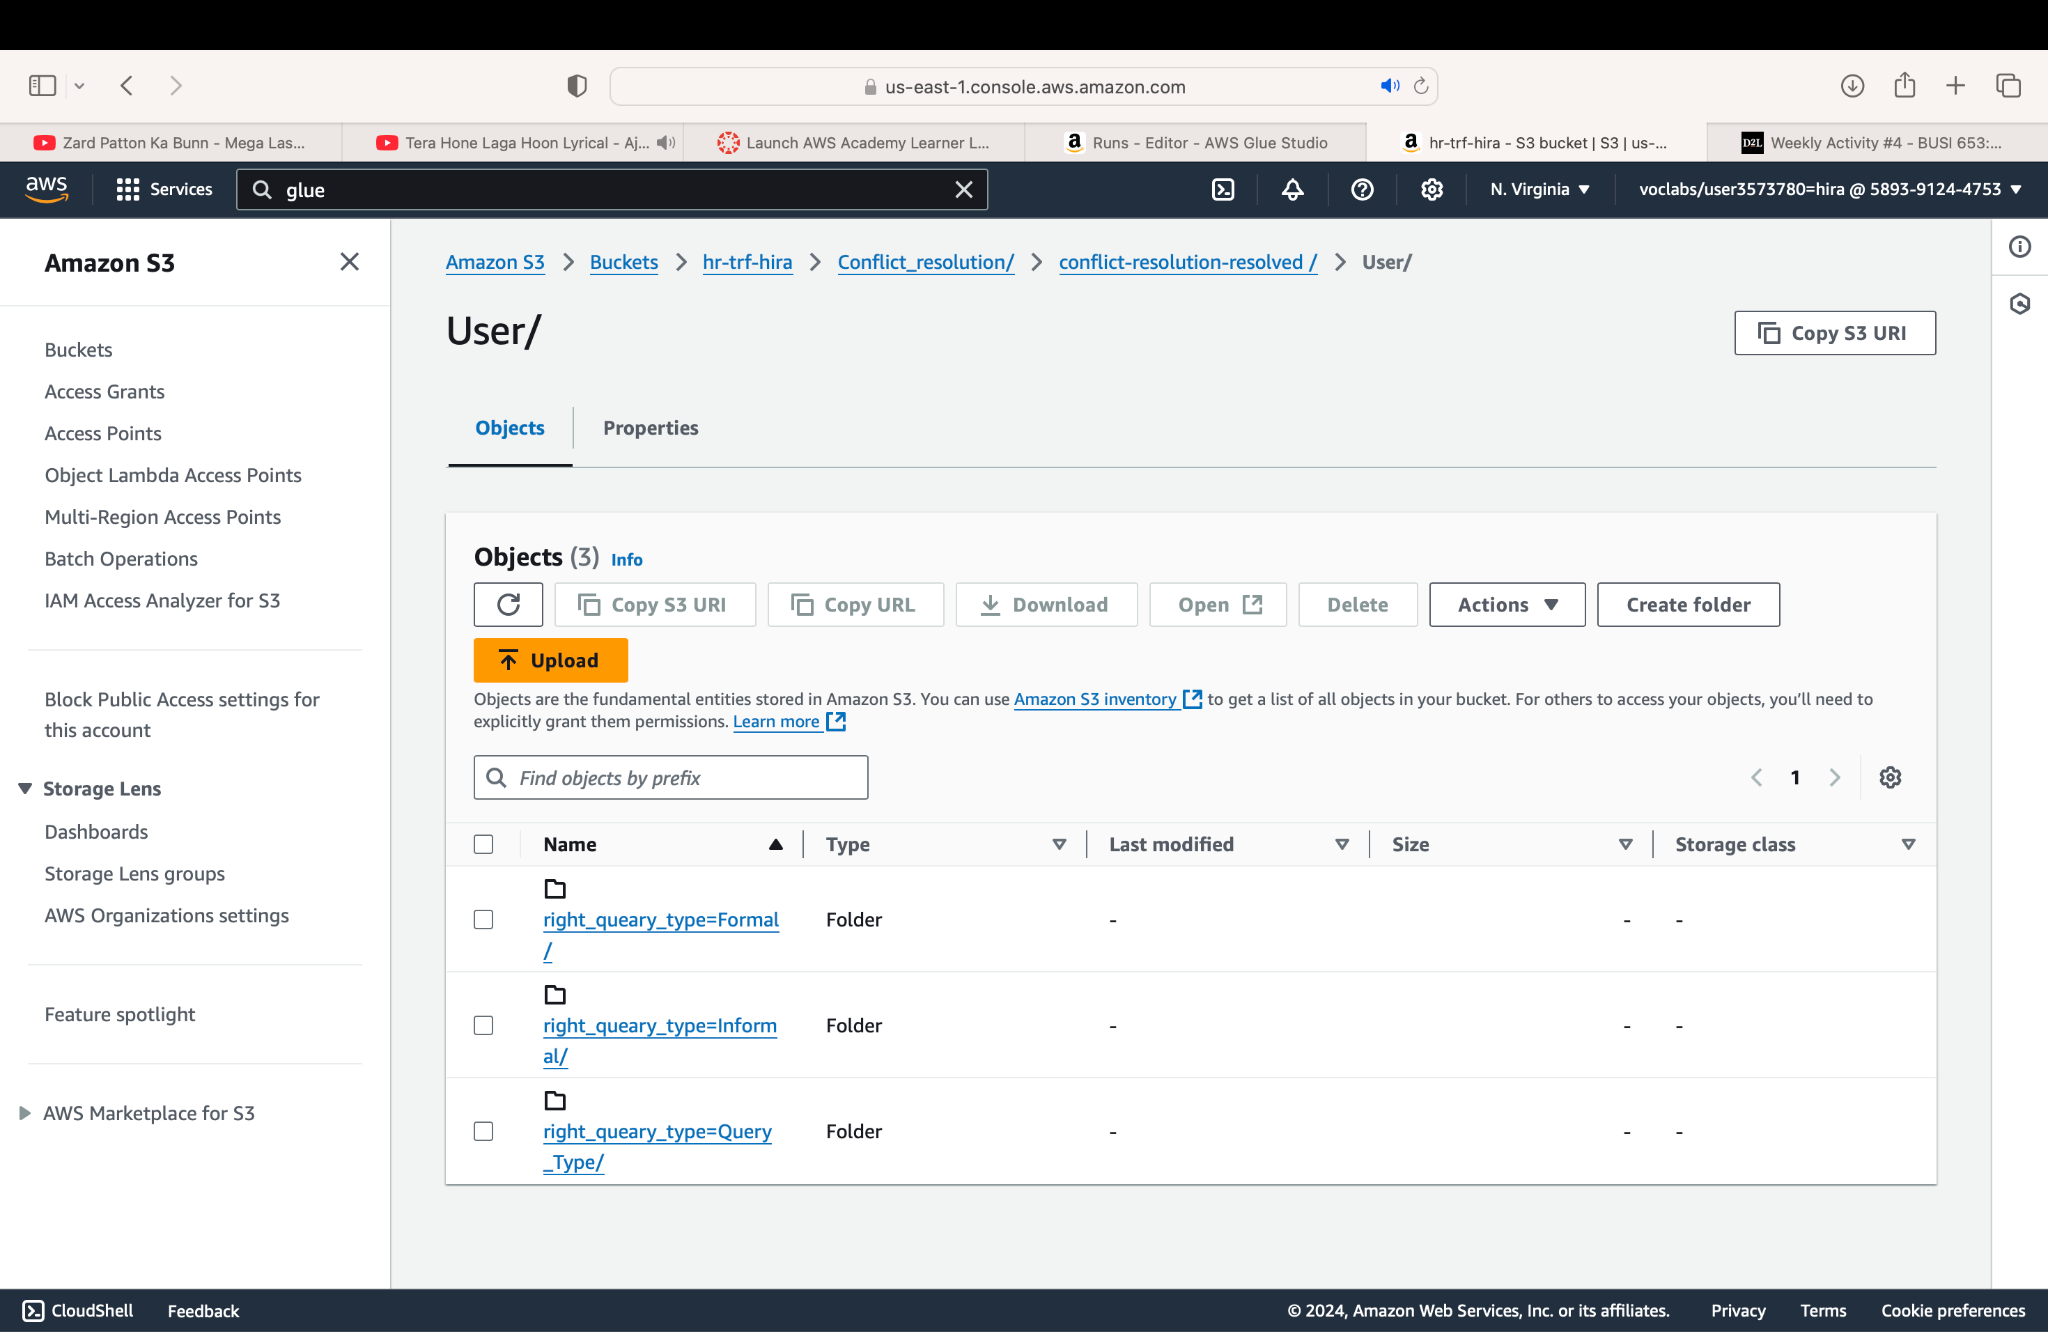 us-east-1.console.aws.amazon.com
Zard Patton Ka Bunn - Mega Las...
Tera Hone Laga Hoon Lyrical - Aj...
Launch AWS Academy Learner L...
a Runs - Editor - AWS Glue Studio
a hr-trf-hira - S3 bucket | S3 | us-...
D2L Weekly Activity #4 - BUSI 653:...
aws
Services
glue
N. Virginia
voclabs/user3573780=hira @ 5893-9124-4753
Amazon S3
Buckets
Access Grants
Access Points
Object Lambda Access Points
Multi-Region Access Points
Batch Operations
IAM Access Analyzer for S3
Block Public Access settings for
this account
Storage Lens
Dashboards
Storage Lens groups
AWS Organizations settings
Feature spotlight
AWS Marketplace for S3
Amazon S3 > Buckets > hr-trf-hira > Conflict_resolution/ > conflict-resolution-resolved / > User/
User/
Copy S3 URI
Objects
Properties
Objects (3) Info
Copy S3 URI
Copy URL
Download
Open
Delete
Actions
Create folder
Upload
Objects are the fundamental entities stored in Amazon S3. You can use Amazon S3 inventory to get a list of all objects in your bucket. For others to access your objects, you’ll need to
explicitly grant them permissions. Learn more
Find objects by prefix
1
Name
Type
Last modified
Size
Storage class
right_queary_type=Formal
/
Folder
-
-
-
right_queary_type=Inform
al/
Folder
-
-
-
right_queary_type=Query
_Type/
Folder
-
-
-
CloudShell
Feedback
© 2024, Amazon Web Services, Inc. or its affiliates.
Privacy
Terms
Cookie preferences